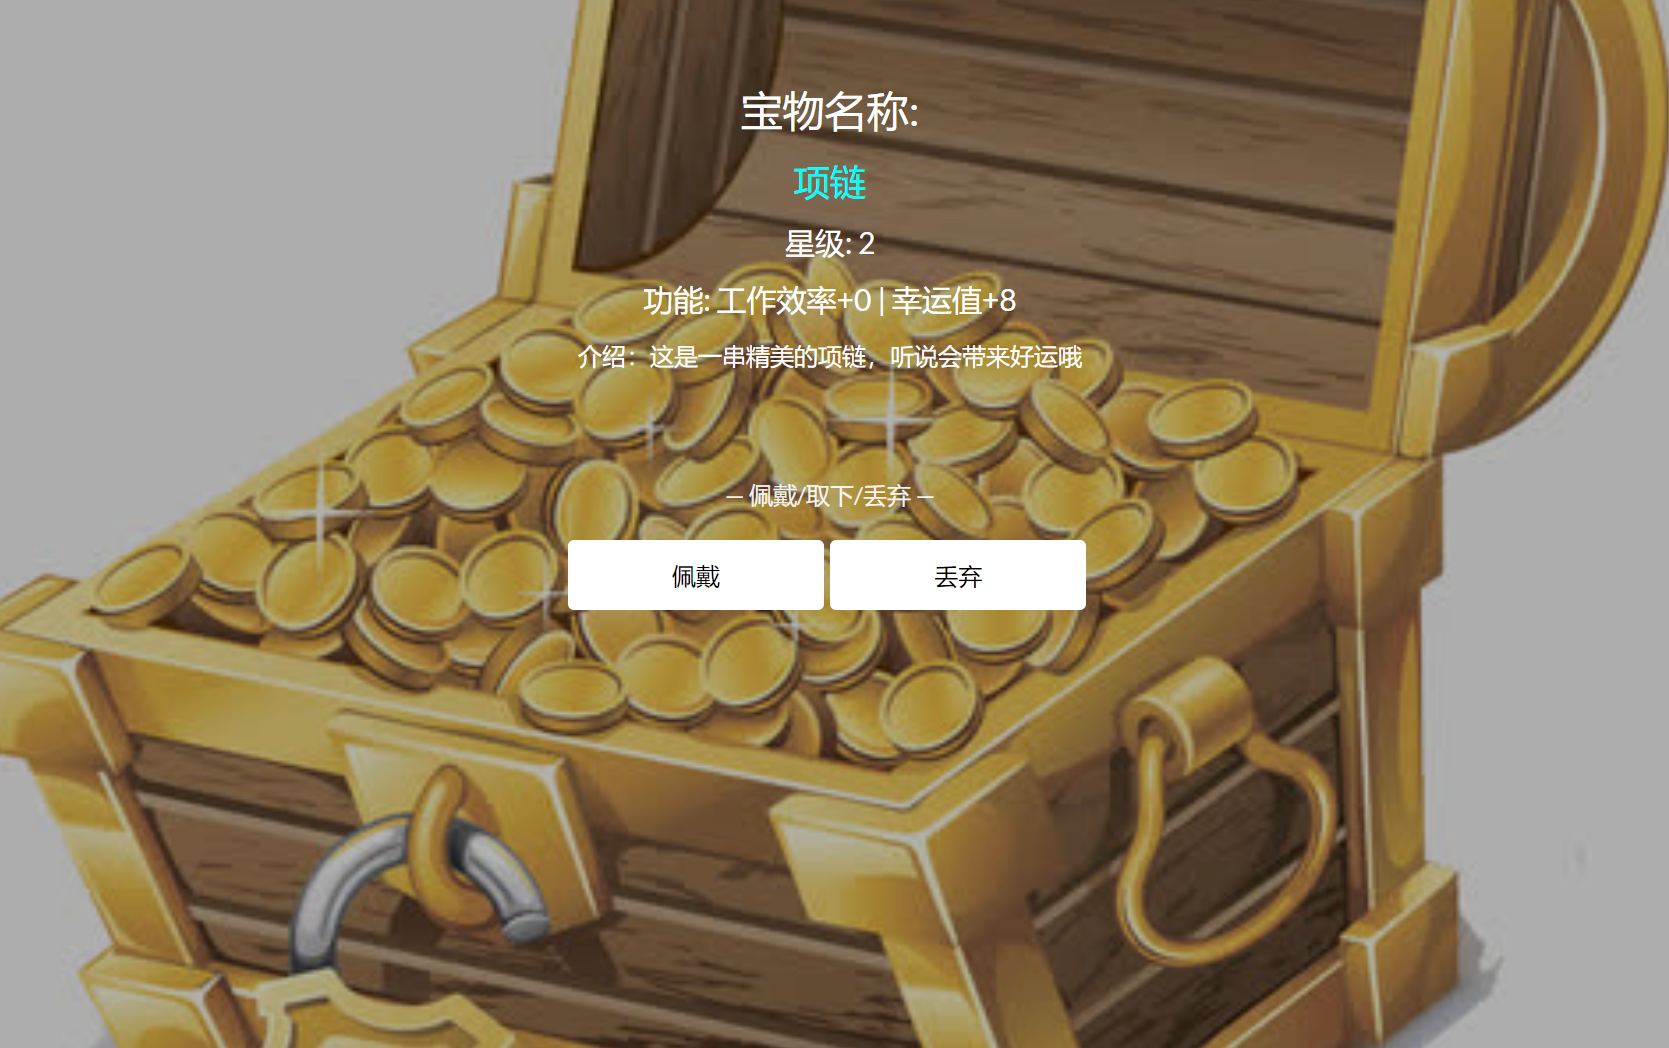 宝物名称:
项链
星级: 2
功能: 工作效率+0 | 幸运值+8
介绍：这是一串精美的项链，听说会带来好运哦
— 佩戴/取下/丢弃 —
佩戴 丢弃